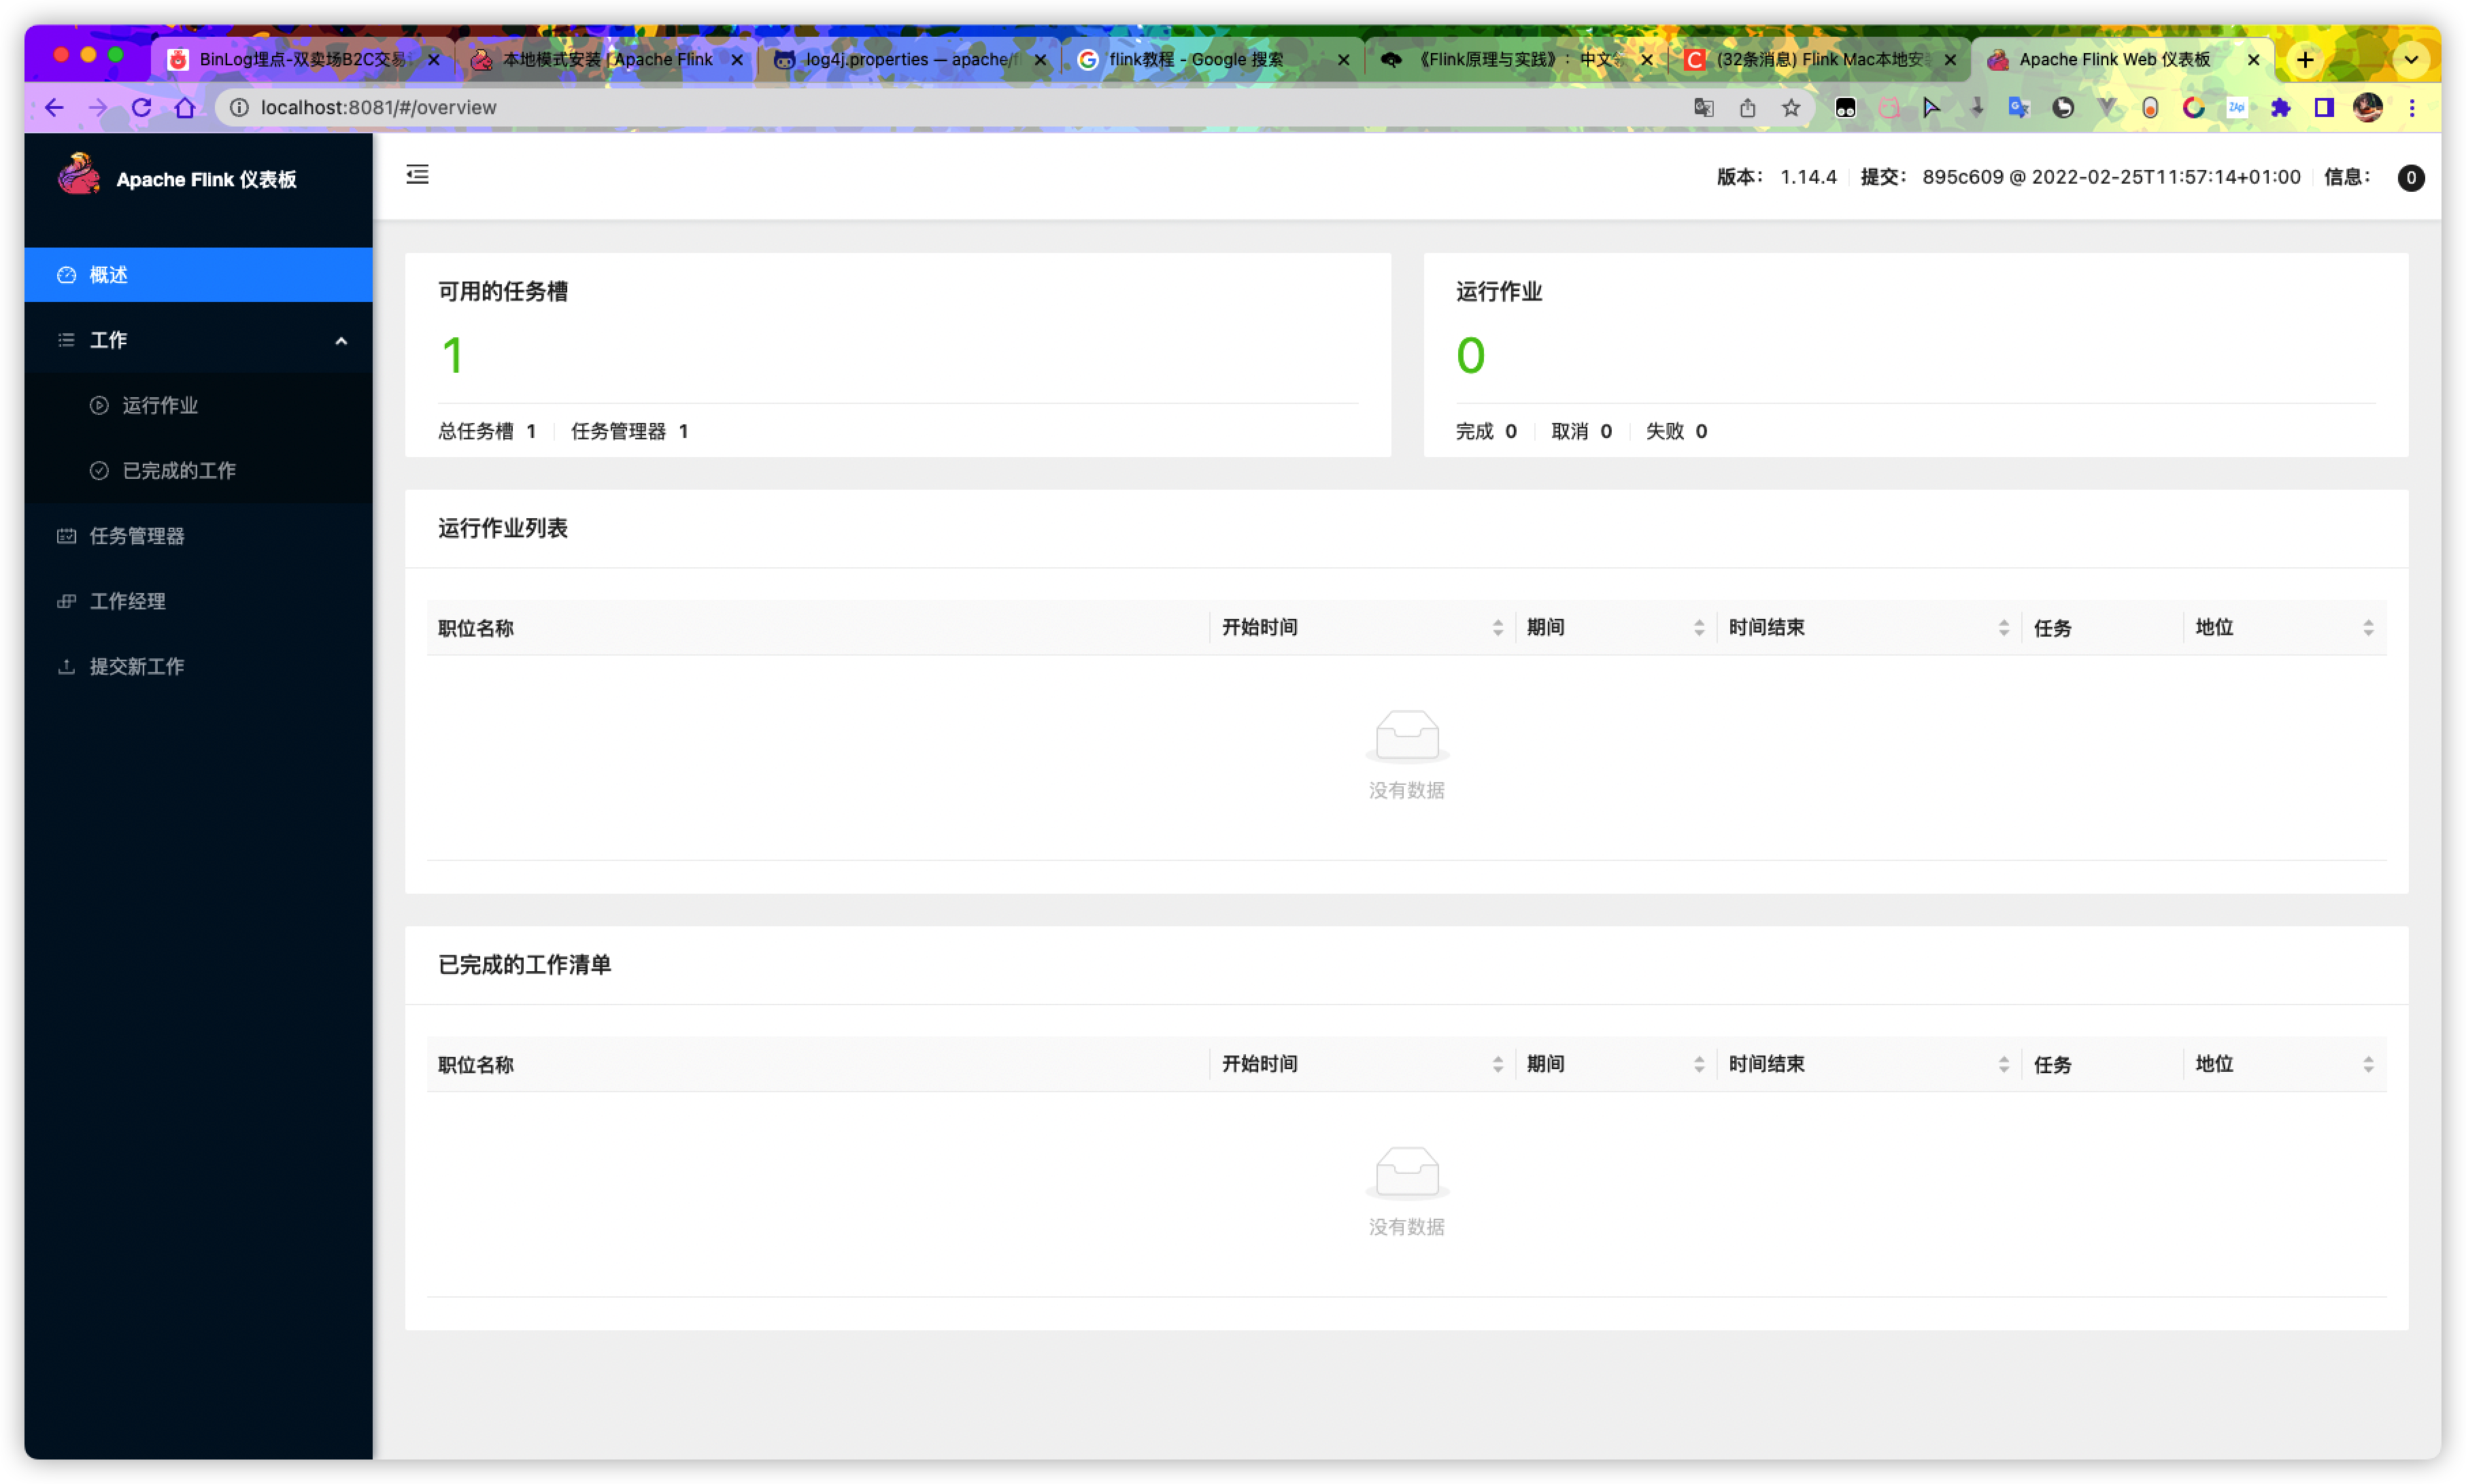 BinLog埋点-双卖场B2C交易
本地模式安装 | Apache Flink
log4j.properties — apache/f
flink教程 - Google 搜索
《Flink原理与实践》：中文
(32条消息) Flink Mac本地安
Apache Flink Web 仪表板
localhost:8081/#/overview
ZApi
Apache Flink 仪表板
版本： 1.14.4 提交： 895c609 @ 2022-02-25T11:57:14+01:00 信息： 0
概述
工作
运行作业
已完成的工作
任务管理器
工作经理
提交新工作
可用的任务槽
1
总任务槽 1 任务管理器 1
运行作业
0
完成 0 取消 0 失败 0
运行作业列表
职位名称 开始时间 期间 时间结束 任务 地位
没有数据
已完成的工作清单
职位名称 开始时间 期间 时间结束 任务 地位
没有数据